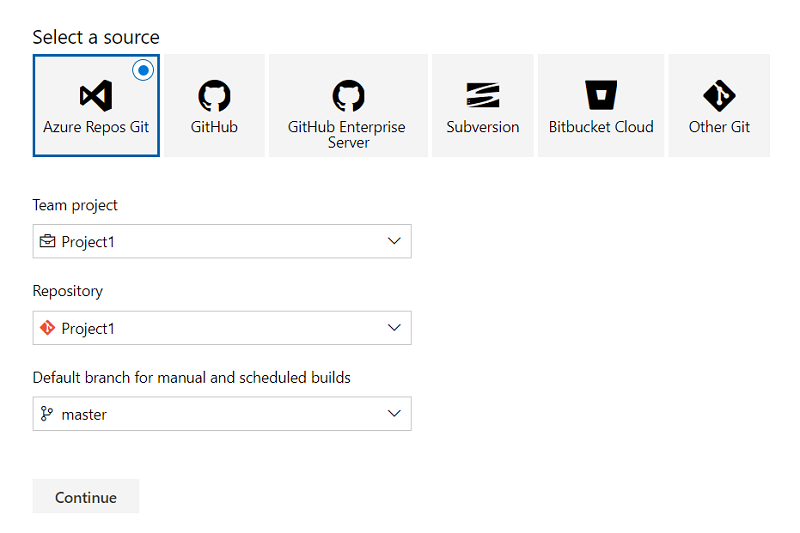 Select a source
Azure Repos Git
GitHub
GitHub Enterprise
Server
Subversion
Bitbucket Cloud
Other Git
Team project
Project1
Repository
Project1
Default branch for manual and scheduled builds
master
Continue